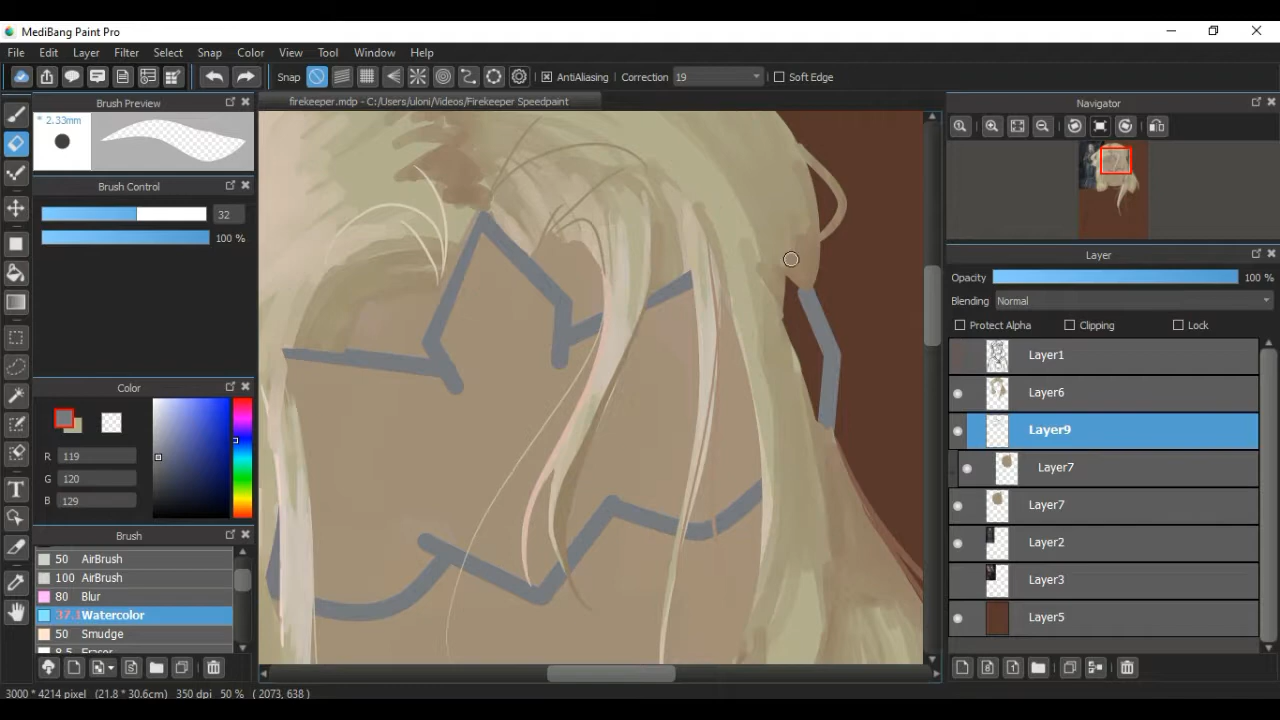 MediBang Paint Pro
File Edit Layer Filter Select Snap Color View Tool Window Help
Snap AntiAliasing Correction 19 Soft Edge
Brush Preview
firekeeper.mdp - C:/Users/uloni/Videos/Firekeeper Speedpaint
Navigator
* 2.33mm
Brush Control
32
100 %
Layer
Opacity 100 %
Blending Normal
Protect Alpha Clipping Lock
Layer1
Layer6
Layer9
Layer7
Layer7
Layer2
Layer3
Layer5
Color
R 119
G 120
B 129
Brush
50 AirBrush
100 AirBrush
80 Blur
37.1 Watercolor
50 Smudge
8.5 Eraser
3000 * 4214 pixel (21.8 * 30.6cm) 350 dpi 50 % ( 2073, 638 )